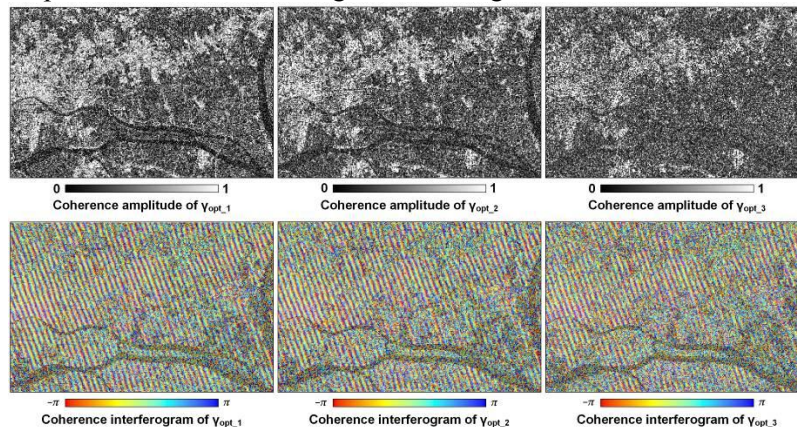 0 1 0 1 0 1
Coherence amplitude of γopt_1 Coherence amplitude of γopt_2 Coherence amplitude of γopt_3
−π π −π π −π π
Coherence interferogram of γopt_1 Coherence interferogram of γopt_2 Coherence interferogram of γopt_3